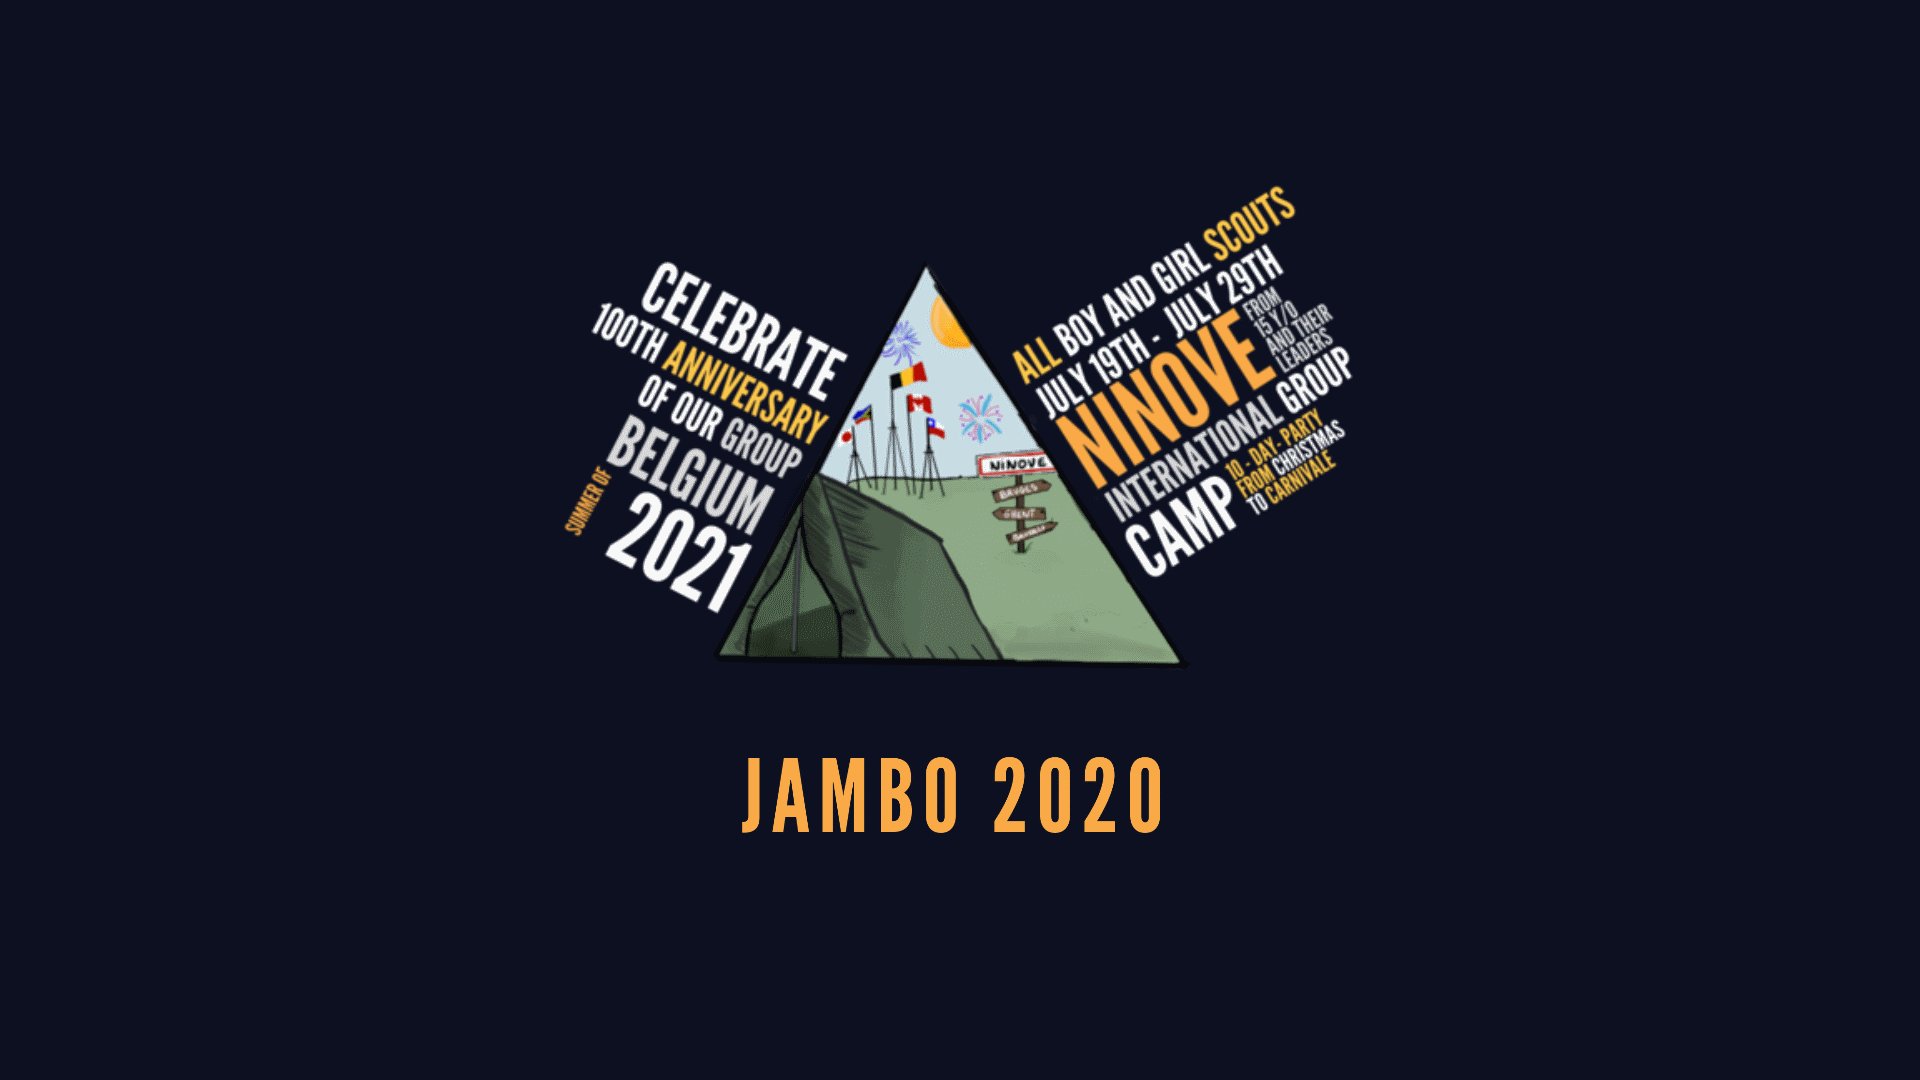 CELEBRATE
100TH ANNIVERSARY
OF OUR GROUP
BELGIUM
SUMMER OF
2021
ALL BOY AND GIRL SCOUTS
JULY 19TH - JULY 29TH
NINOVE
FROM
15 Y/O
AND THEIR
LEADERS
INTERNATIONAL GROUP
CAMP
10 - DAY - PARTY
FROM CHRISTMAS
TO CARNIVALE
NINOVE
BRUGES
GHENT
JAMBO 2020